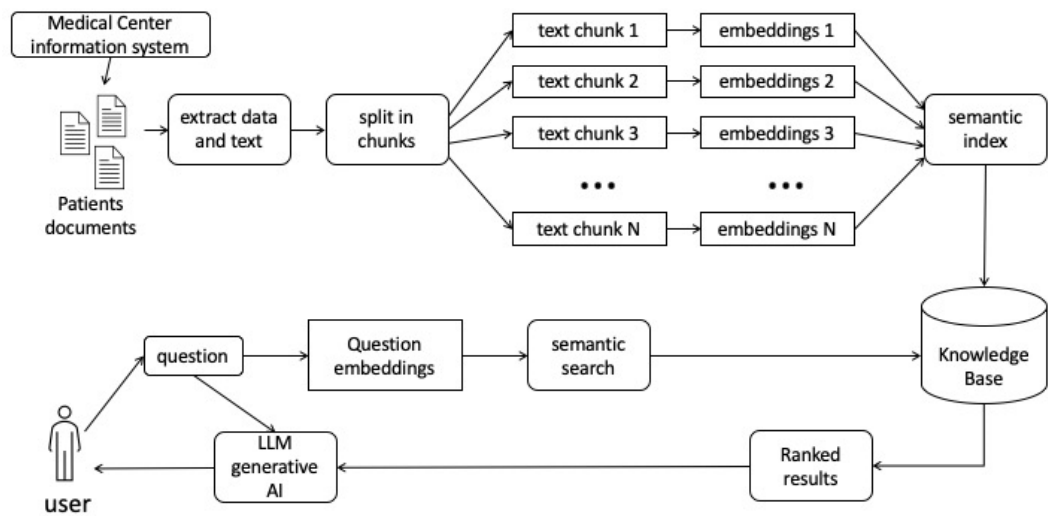 Medical Center
information system
Patients
documents
extract data
and text
split in
chunks
text chunk 1
embeddings 1
text chunk 2
embeddings 2
text chunk 3
embeddings 3
•••
•••
text chunk N
embeddings N
semantic
index
question
Question
embeddings
semantic
search
Knowledge
Base
user
LLM
generative
AI
Ranked
results